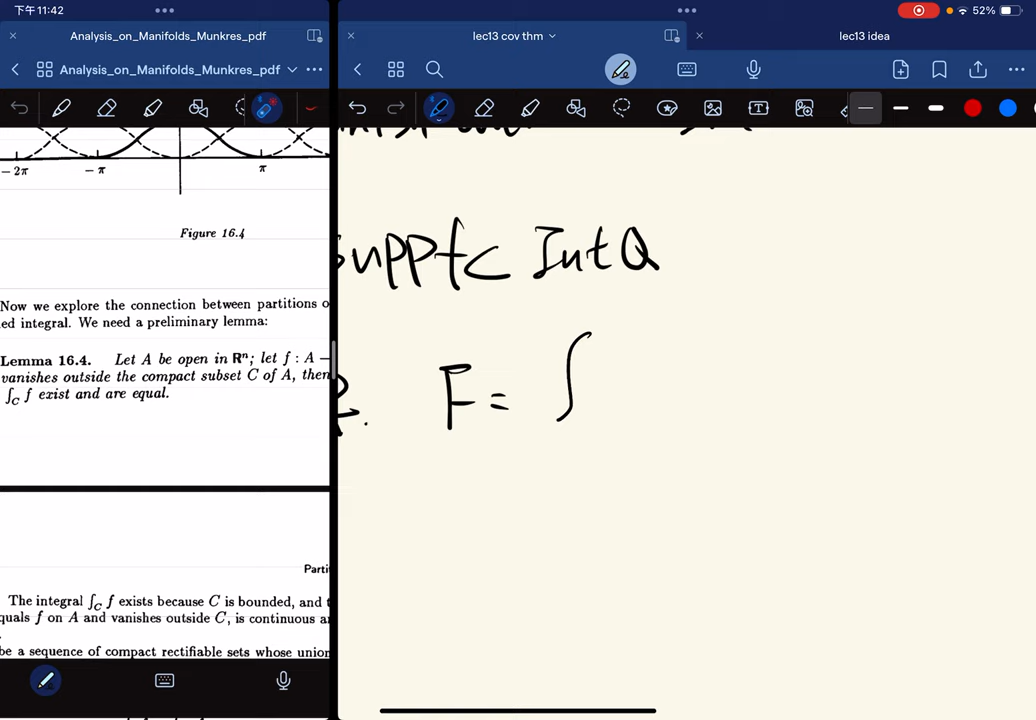 下午11:42
52%
Analysis_on_Manifolds_Munkres_pdf
lec13 cov thm
lec13 idea
Analysis_on_Manifolds_Munkres_pdf
− 2π
− π
π
Figure 16.4
Now we explore the connection between partitions o
ed integral. We need a preliminary lemma:
Lemma 16.4. Let A be open in Rⁿ; let f : A −
vanishes outside the compact subset C of A, then
∫_C f exist and are equal.
Parti
The integral ∫_C f exists because C is bounded, and t
quals f on A and vanishes outside C, is continuous a
be a sequence of compact rectifiable sets whose union
supp f ⊂ Int Q
F = ∫